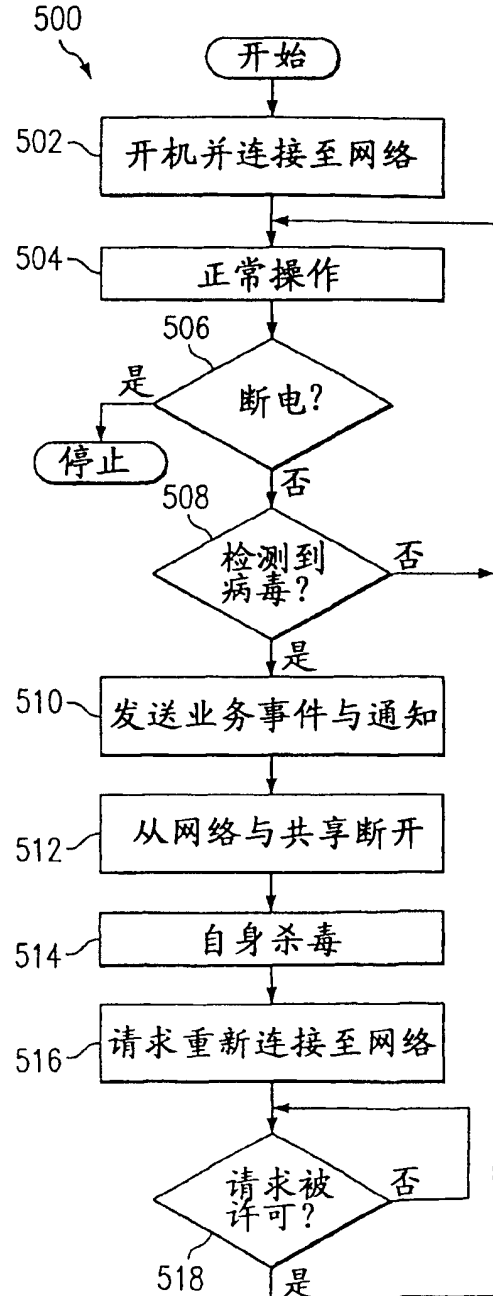 500
开始
502
开机并连接至网络
504
正常操作
506
断电?
是
停止
否
508
检测到
病毒?
否
是
510
发送业务事件与通知
512
从网络与共享断开
514
自身杀毒
516
请求重新连接至网络
请求被
许可?
否
518
是